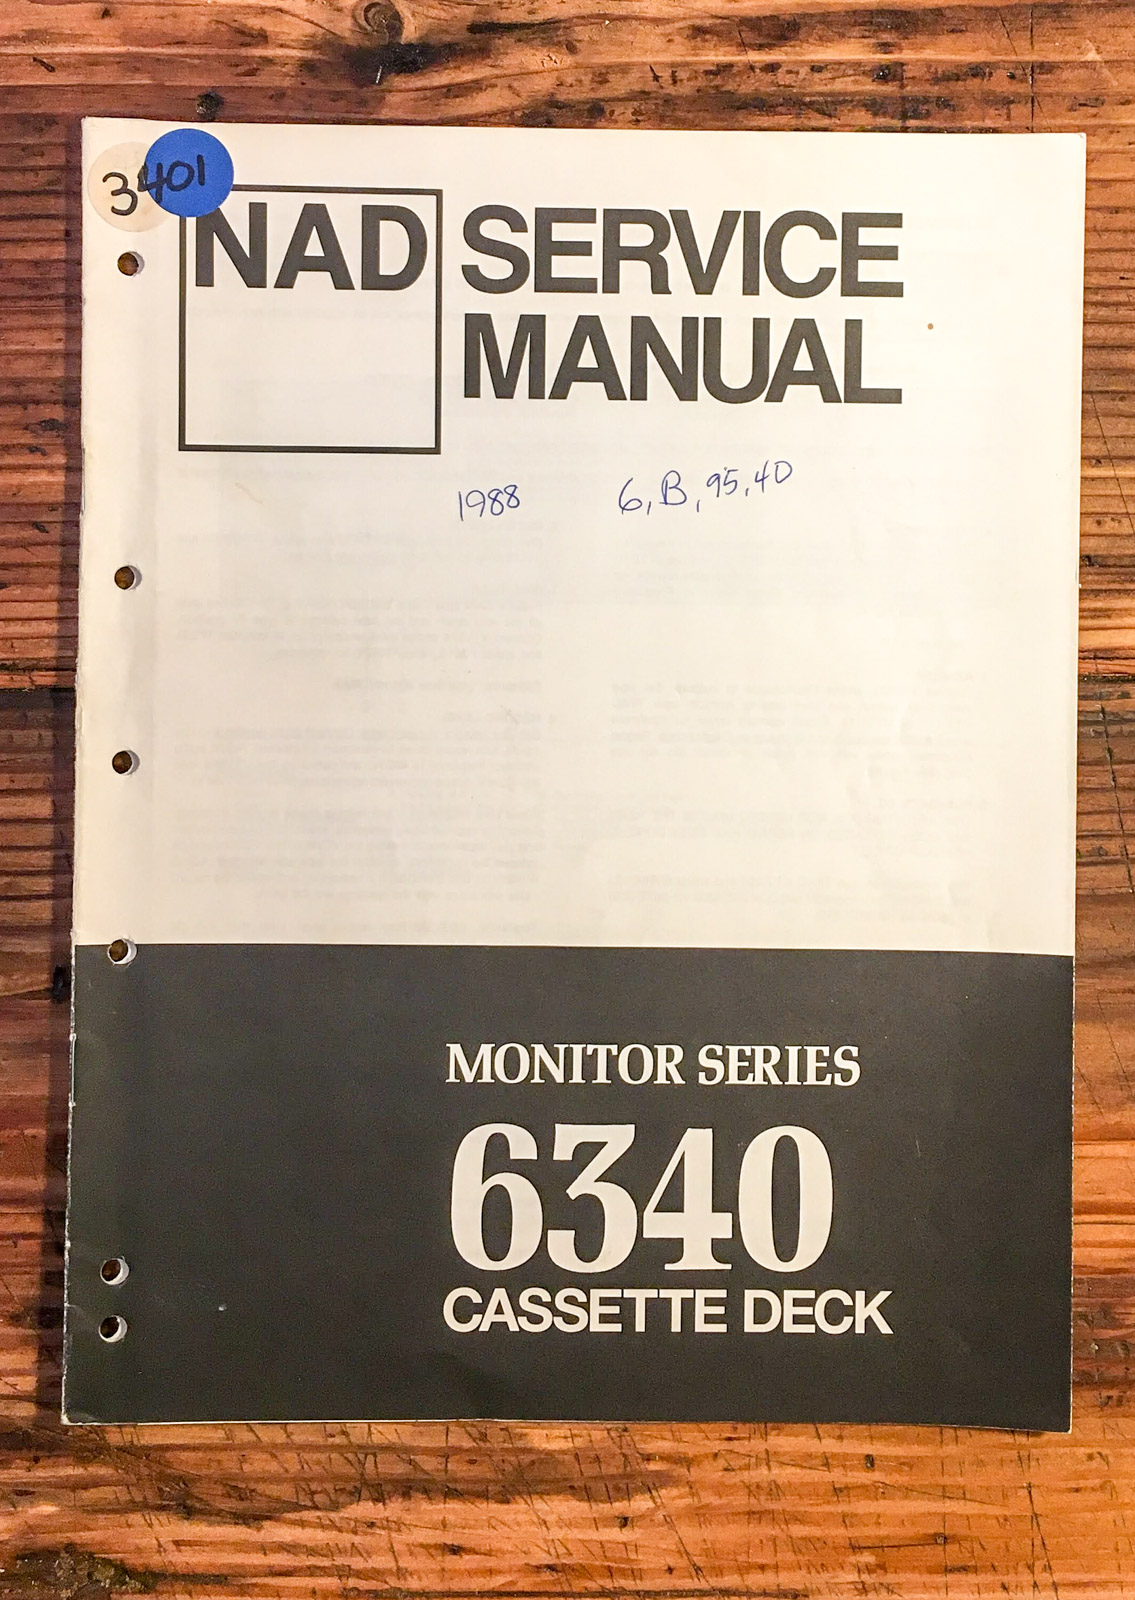 3401
NAD SERVICE
MANUAL
1988 6, B, 95, 40
MONITOR SERIES
6340
CASSETTE DECK